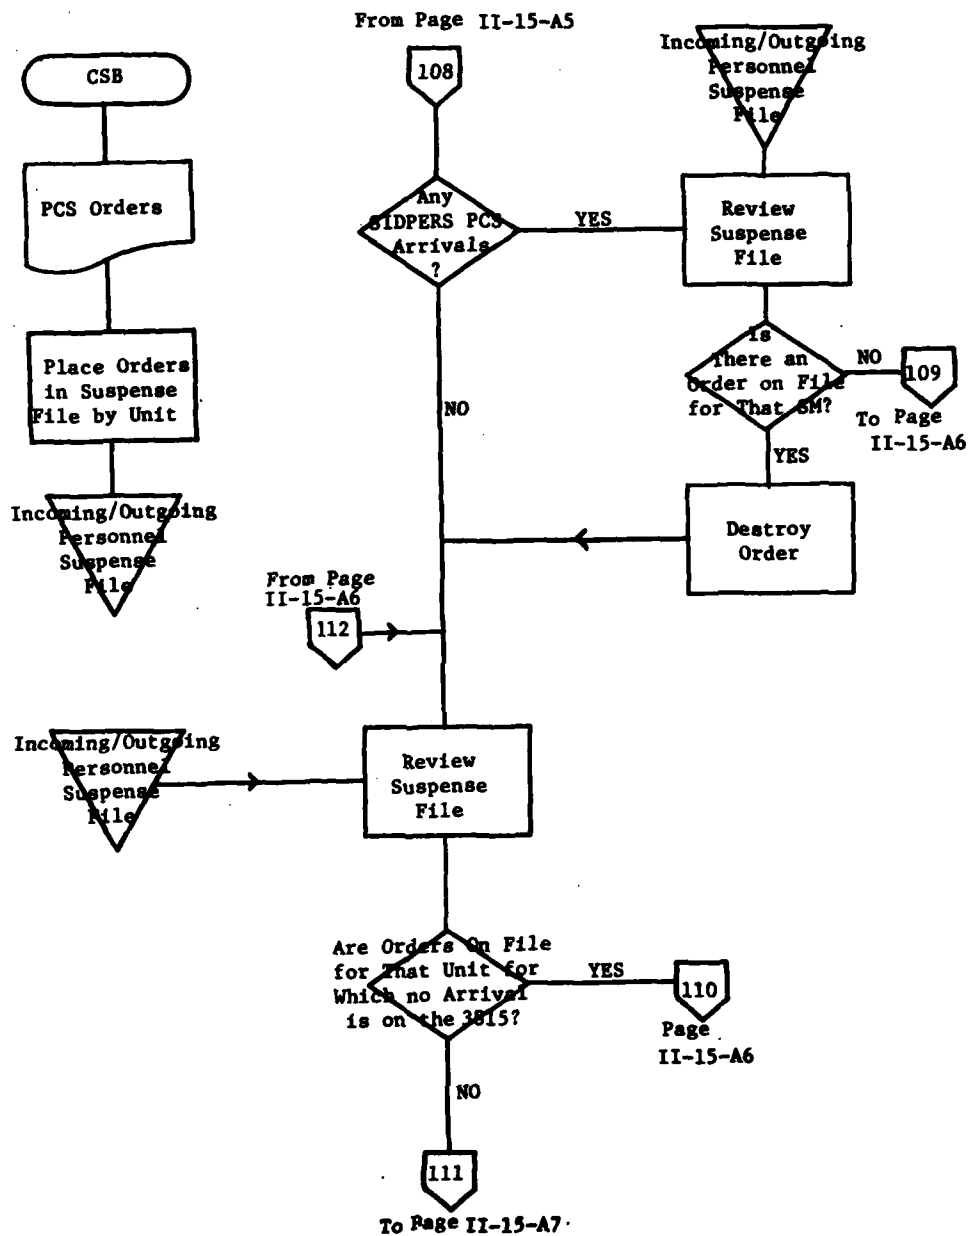 From Page II-15-A5
108
CSB
PCS Orders
Place Orders
in Suspense
File by Unit
Incoming/Outgoing
Personnel
Suspense
File
Any
SIDPERS PCS
Arrivals
?
YES
NO
Incoming/Outgoing
Personnel
Suspense
File
Review
Suspense
File
Is
There an
Order on File
for That SM?
NO
109
To Page
II-15-A6
YES
Destroy
Order
From Page
II-15-A6
112
Incoming/Outgoing
Personnel
Suspense
File
Review
Suspense
File
Are Orders On File
for That Unit for
Which no Arrival
is on the 3815?
YES
110
Page
II-15-A6
NO
111
To Page II-15-A7